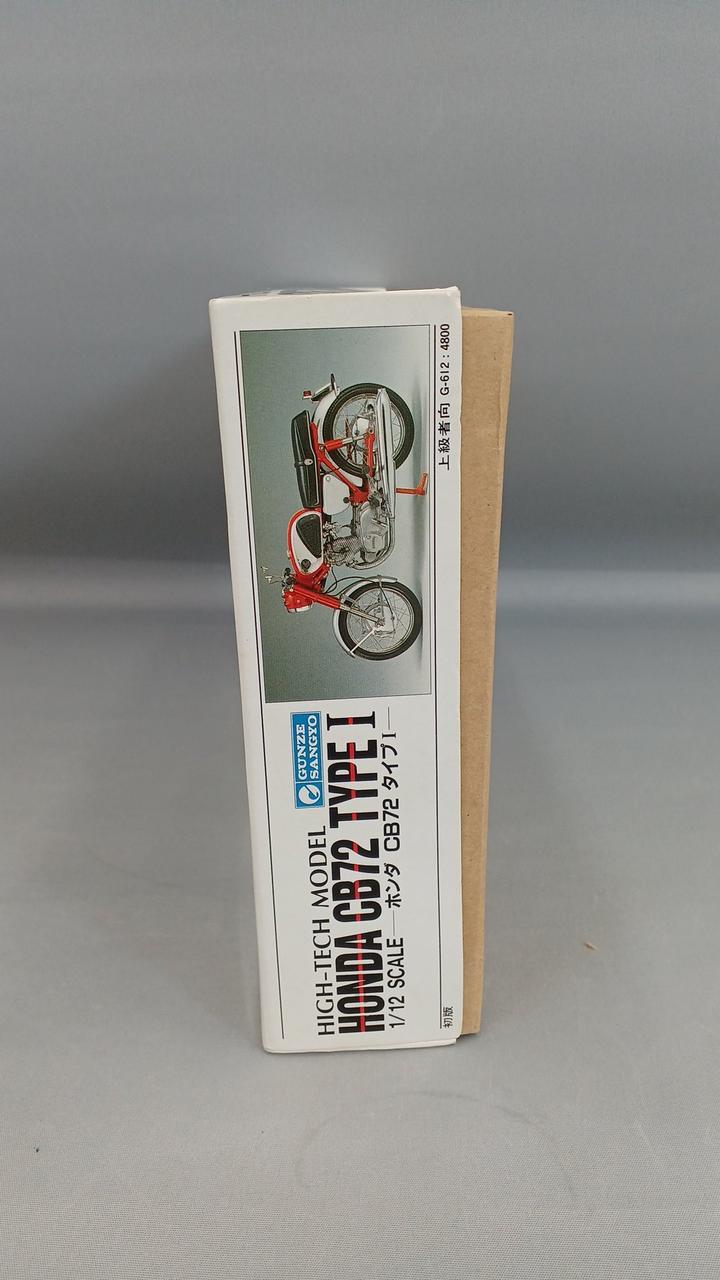 HIGH-TECH MODEL
GUNZE
SANGYO
HONDA CB72 TYPE I
1/12 SCALE — ホンダ CB72 タイプI —
初版
上級者向 G-612:4800